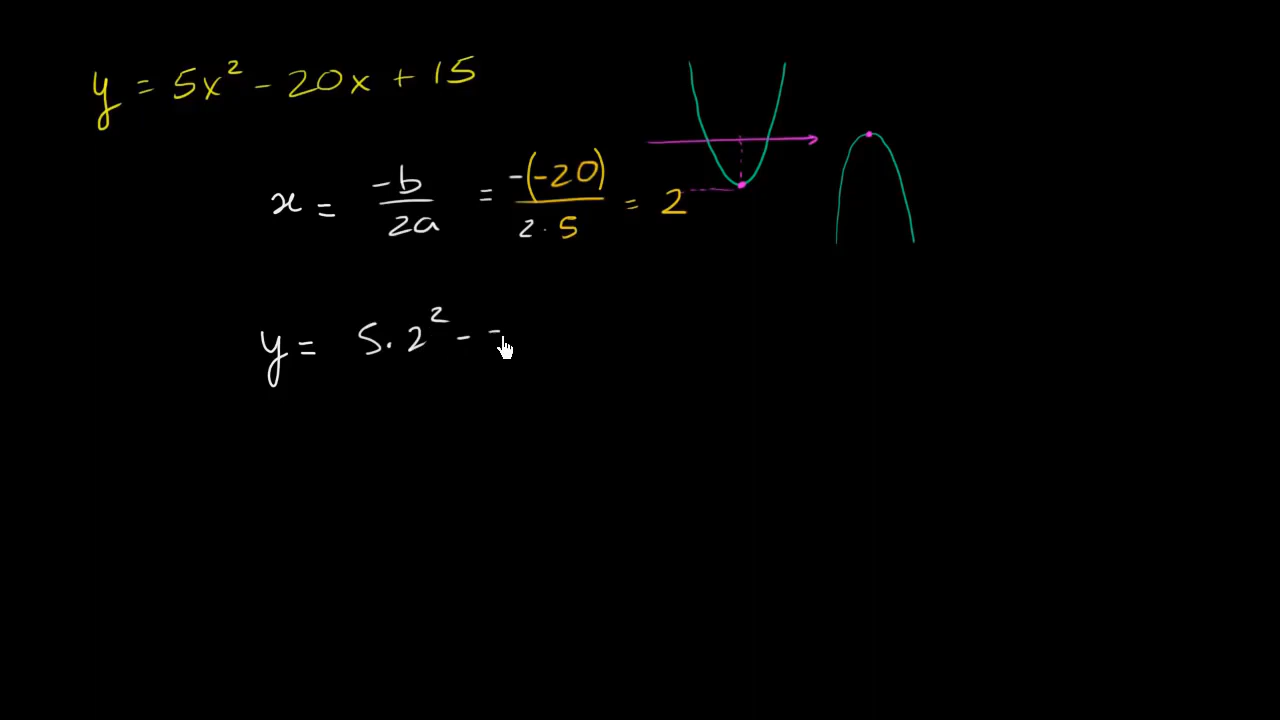 y = 5x² - 20x + 15
x = -b/2a = -(-20)/2·5 = 2
y = 5·2² -